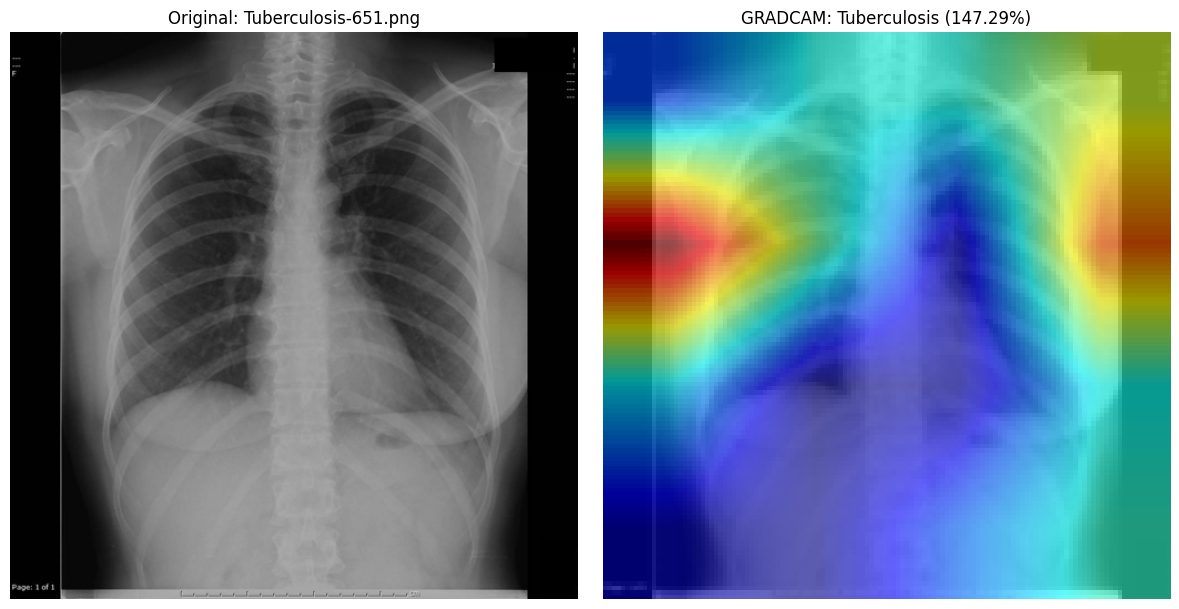 Original: Tuberculosis-651.png
GRADCAM: Tuberculosis (147.29%)
F
Page: 1 of 1